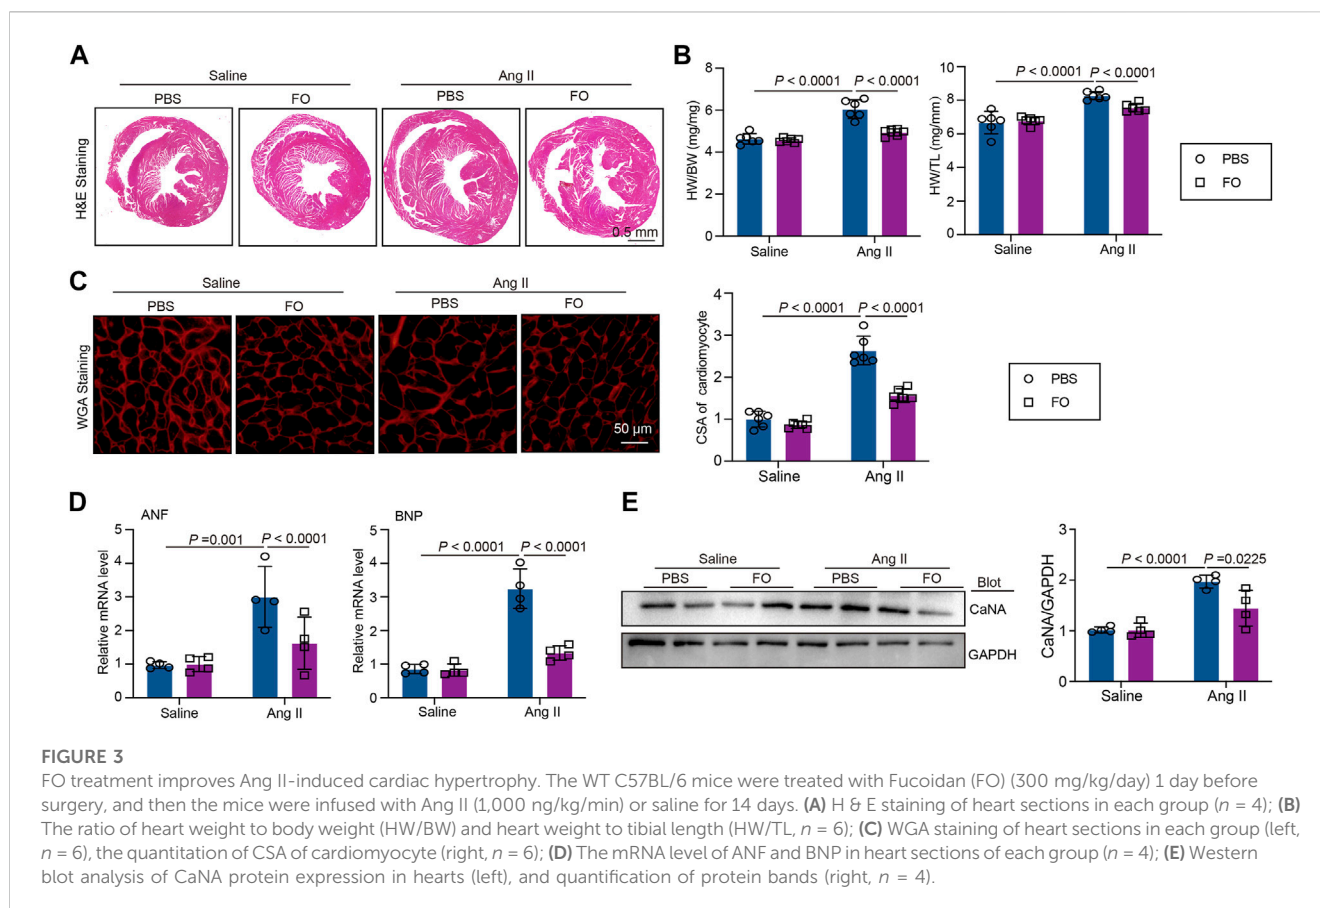 A
Saline
Ang II
PBS
FO
PBS
FO
H&E Staining
0.5 mm
B
HW/BW (mg/mg)
8
6
4
2
0
P < 0.0001
P < 0.0001
Saline
Ang II
HW/TL (mg/mm)
10
8
6
4
2
0
P < 0.0001
P < 0.0001
Saline
Ang II
PBS
FO
C
Saline
Ang II
PBS
FO
PBS
FO
WGA Staining
50 µm
CSA of cardiomyocyte
4
3
2
1
0
P < 0.0001
P < 0.0001
Saline
Ang II
PBS
FO
D
ANF
Relative mRNA level
5
4
3
2
1
0
P =0.001
P < 0.0001
Saline
Ang II
BNP
Relative mRNA level
5
4
3
2
1
0
P < 0.0001
P < 0.0001
Saline
Ang II
E
Saline
Ang II
PBS
FO
PBS
FO
Blot
CaNA
GAPDH
CaNA/GAPDH
3
2
1
0
P < 0.0001
P =0.0225
Saline
Ang II
FIGURE 3
FO treatment improves Ang II-induced cardiac hypertrophy. The WT C57BL/6 mice were treated with Fucoidan (FO) (300 mg/kg/day) 1 day before
surgery, and then the mice were infused with Ang II (1,000 ng/kg/min) or saline for 14 days. (A) H & E staining of heart sections in each group (n = 4); (B)
The ratio of heart weight to body weight (HW/BW) and heart weight to tibial length (HW/TL, n = 6); (C) WGA staining of heart sections in each group (left,
n = 6), the quantitation of CSA of cardiomyocyte (right, n = 6); (D) The mRNA level of ANF and BNP in heart sections of each group (n = 4); (E) Western
blot analysis of CaNA protein expression in hearts (left), and quantification of protein bands (right, n = 4).